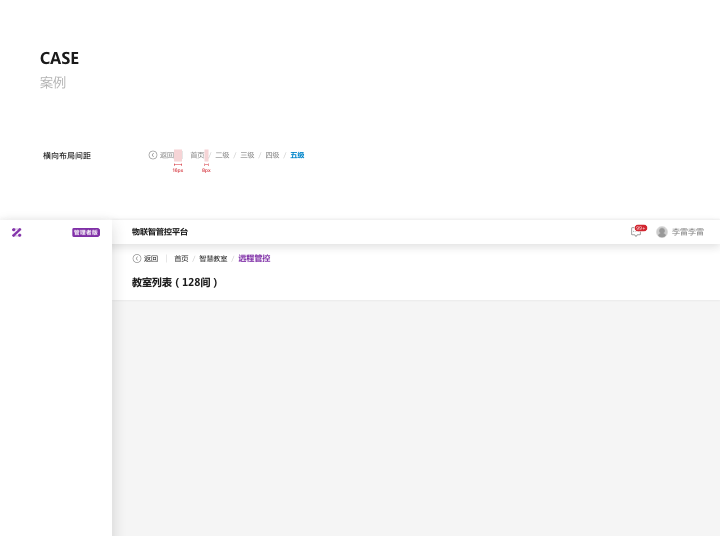 CASE
案例
横向布局间距
返回 首页 / 二级 / 三级 / 四级 / 五级
16px 8px
管理者版 物联智管控平台 99+ 李雷李雷
返回 | 首页 / 智慧教室 / 远程管控
教室列表（128间）